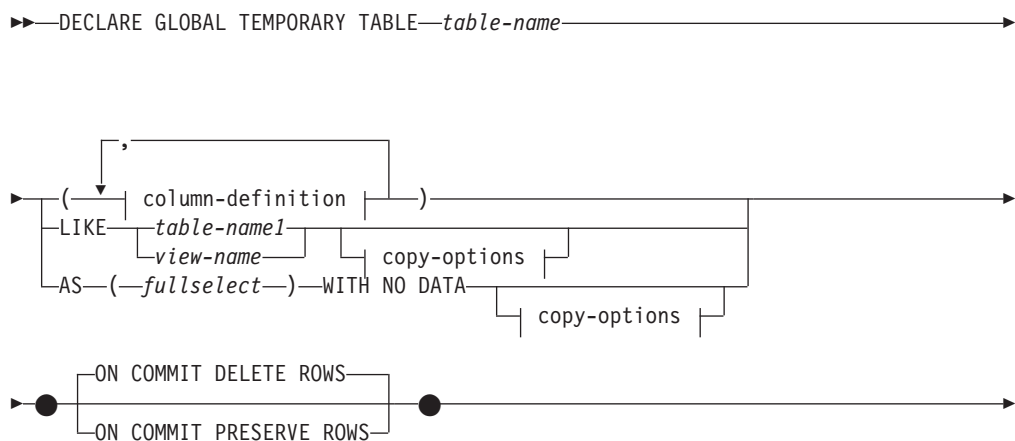 DECLARE GLOBAL TEMPORARY TABLE table-name
,
( column-definition )
LIKE table-name1
view-name copy-options
AS ( fullselect ) WITH NO DATA
copy-options
ON COMMIT DELETE ROWS
ON COMMIT PRESERVE ROWS